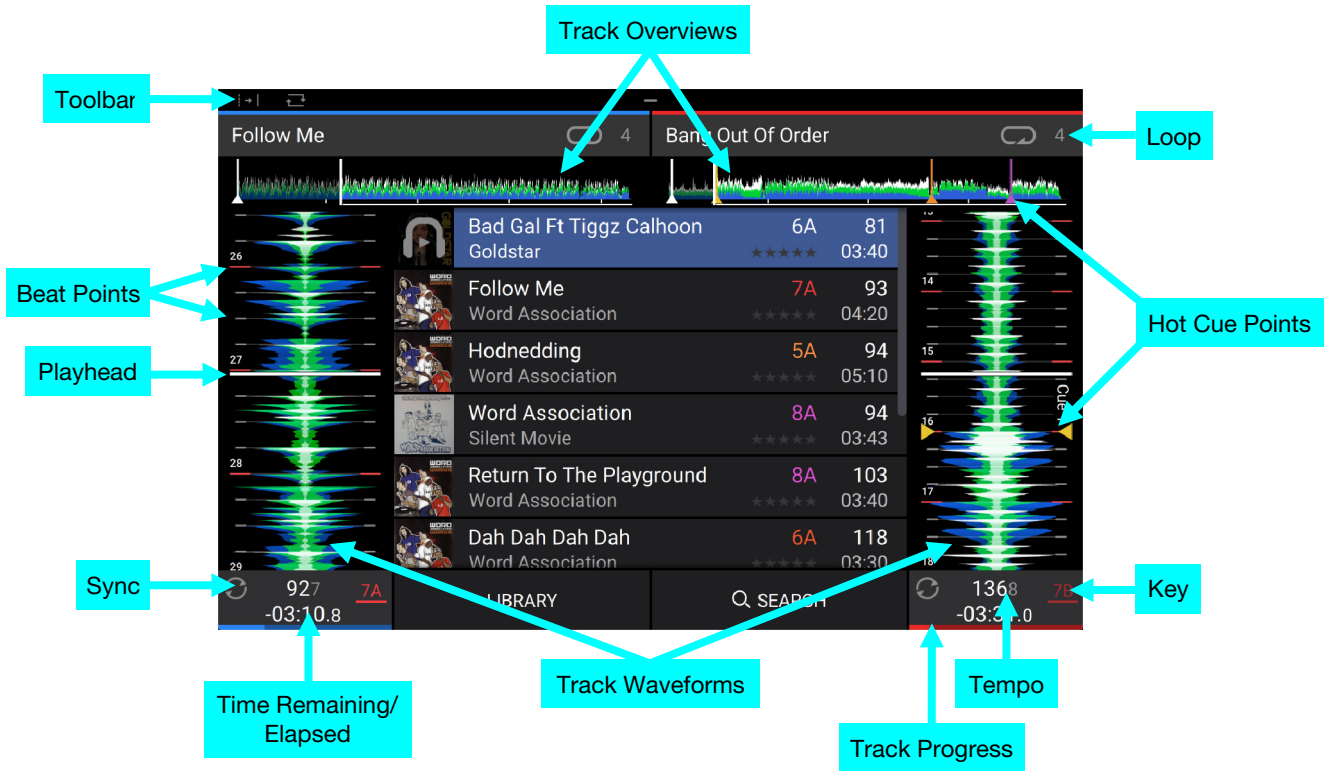 Track Overviews
Toolbar
Follow Me 4
Bang Out Of Order 4
Loop
Beat Points
Playhead
Hot Cue Points
26
27
28
29
Bad Gal Ft Tiggz Calhoon 6A 81
Goldstar ★★★★★ 03:40
Follow Me 7A 93
Word Association ★★★★★ 04:20
Hodnedding 5A 94
Word Association ★★★★★ 05:10
Word Association 8A 94
Silent Movie ★★★★★ 03:43
Return To The Playground 8A 103
Word Association ★★★★★ 03:40
Dah Dah Dah Dah 6A 118
Word Association ★★★★★ 03:30
14
15
Cue
16
17
18
Sync
927 7A
-03:10.8
LIBRARY
SEARCH
1368 7B
Key
Time Remaining/
Elapsed
Track Waveforms
Tempo
Track Progress